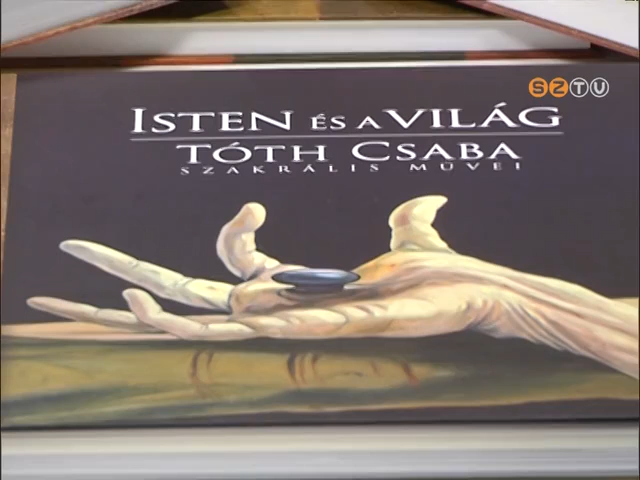 SZTV
ISTEN ÉS A VILÁG
TÓTH CSABA
SZAKRÁLIS MŰVEI